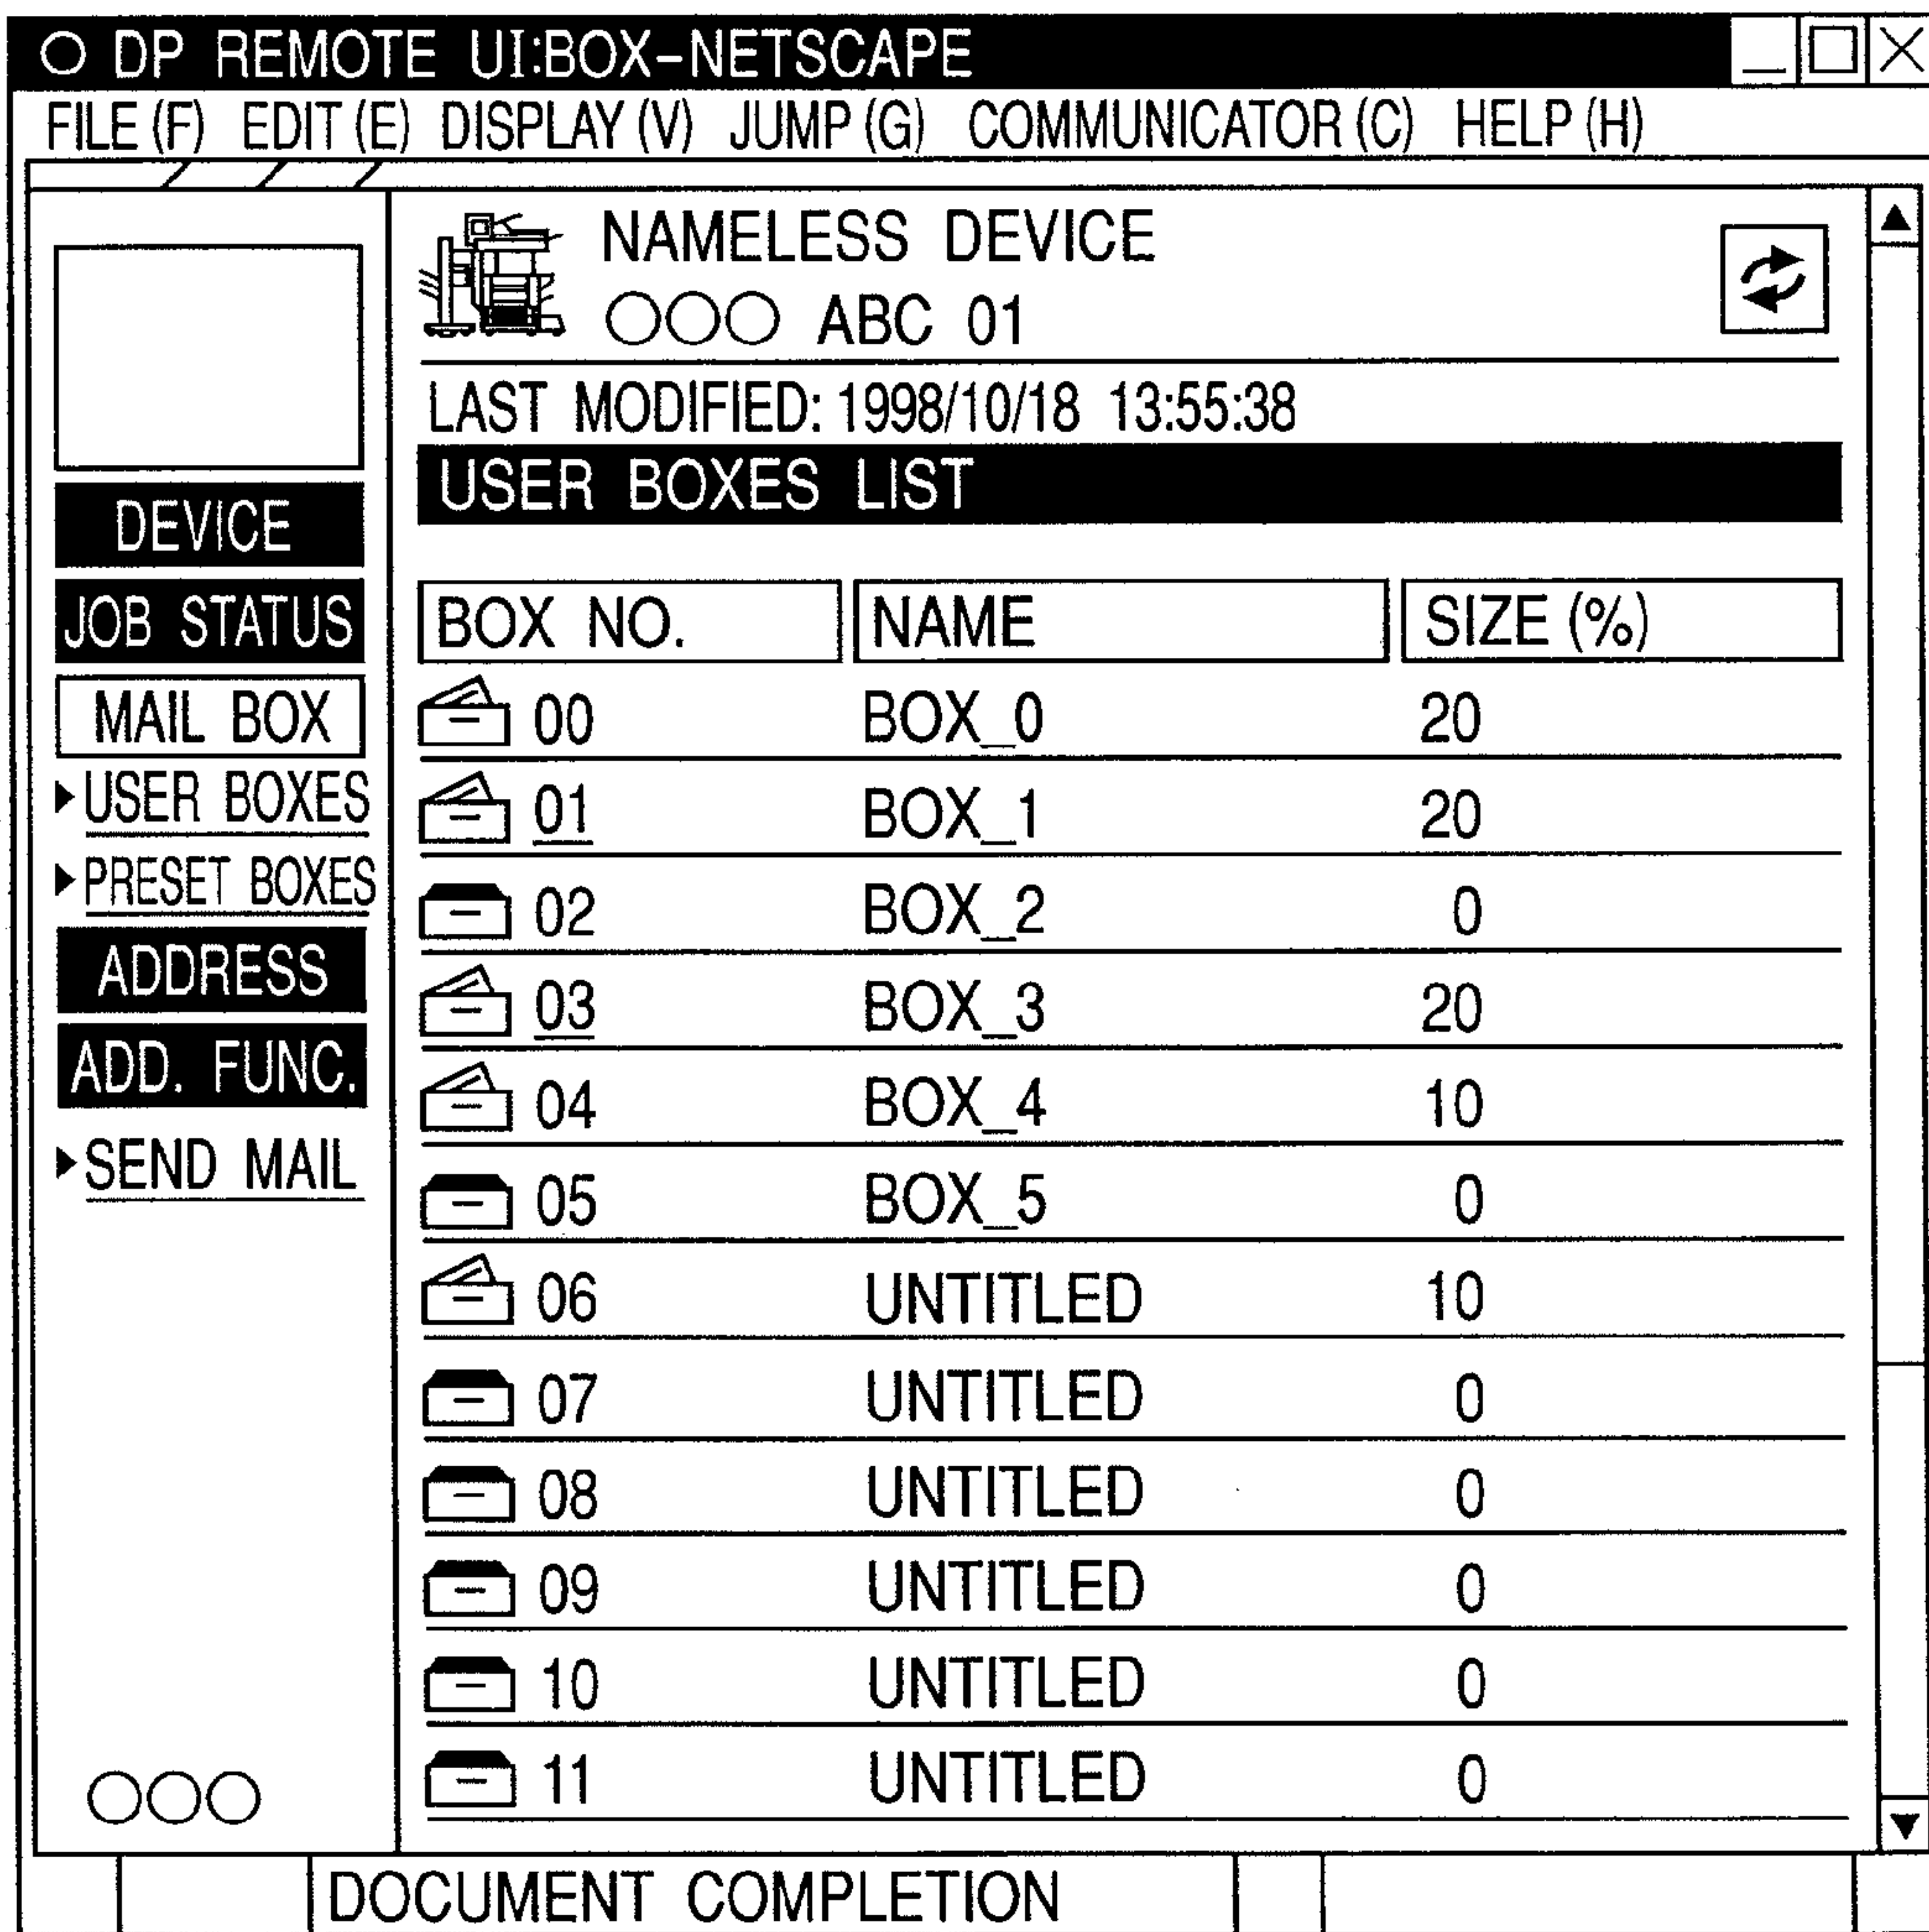 ○ DP REMOTE UI:BOX-NETSCAPE
FILE (F) EDIT (E) DISPLAY (V) JUMP (G) COMMUNICATOR (C) HELP (H)
DEVICE
JOB STATUS
MAIL BOX
USER BOXES
PRESET BOXES
ADDRESS
ADD. FUNC.
SEND MAIL
○○○
NAMELESS DEVICE
○○○ ABC 01
LAST MODIFIED: 1998/10/18 13:55:38
USER BOXES LIST
BOX NO. NAME SIZE (%)
00 BOX_0 20
01 BOX_1 20
02 BOX_2 0
03 BOX_3 20
04 BOX_4 10
05 BOX_5 0
06 UNTITLED 10
07 UNTITLED 0
08 UNTITLED 0
09 UNTITLED 0
10 UNTITLED 0
11 UNTITLED 0
DOCUMENT COMPLETION